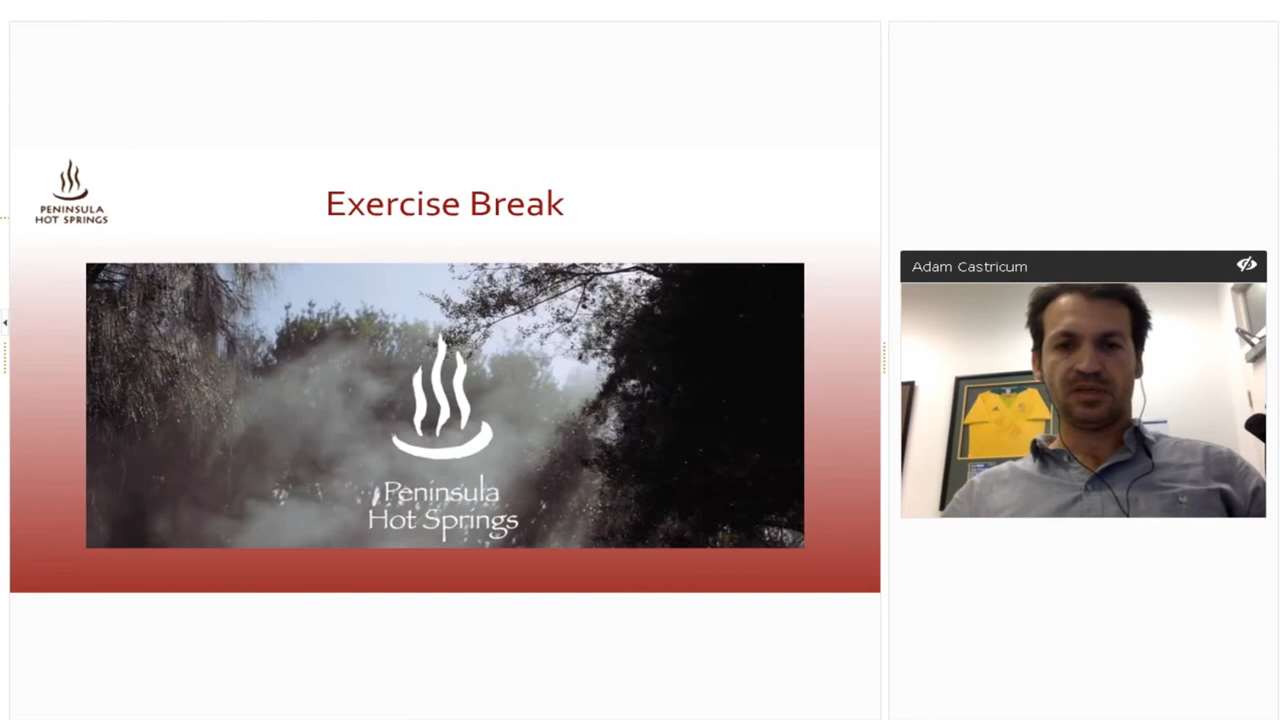 PENINSULA
HOT SPRINGS
Exercise Break
Peninsula
Hot Springs
Adam Castricum